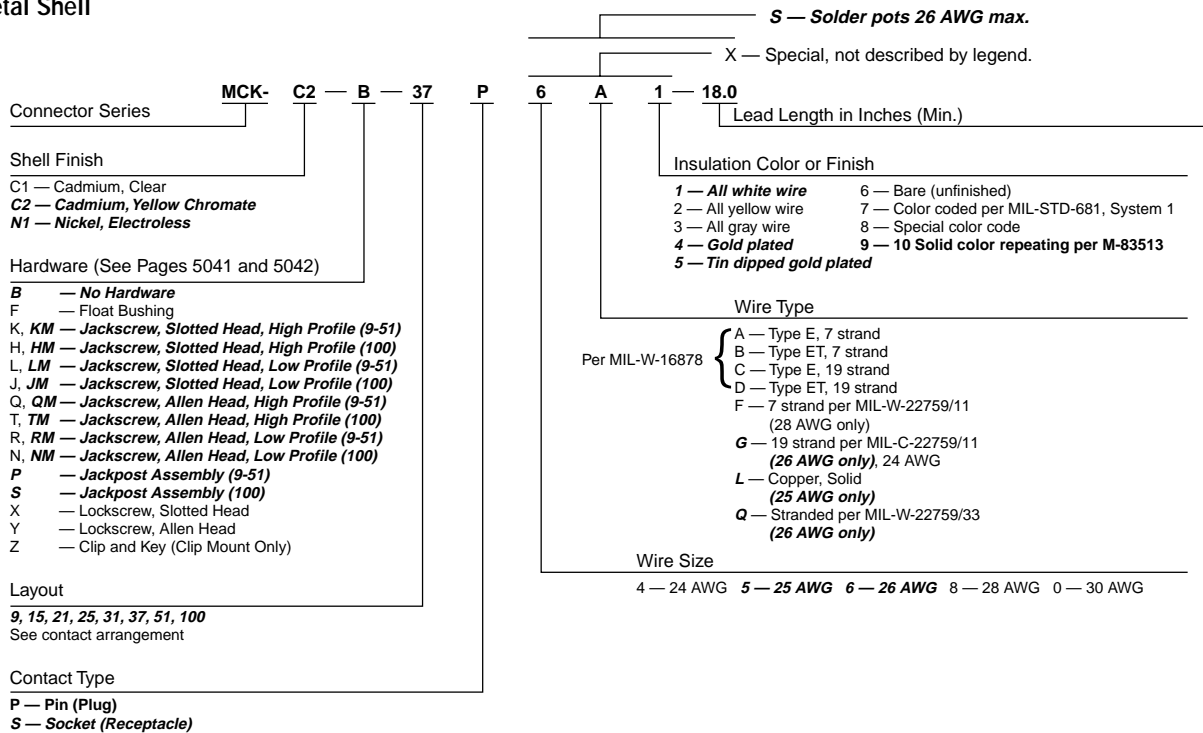 etal Shell
S — Solder pots 26 AWG max.
X — Special, not described by legend.
MCK- C2 — B — 37 P 6 A 1 — 18.0
Connector Series
Lead Length in Inches (Min.)
Shell Finish
C1 — Cadmium, Clear
C2 — Cadmium, Yellow Chromate
N1 — Nickel, Electroless
Insulation Color or Finish
1 — All white wire
2 — All yellow wire
3 — All gray wire
4 — Gold plated
5 — Tin dipped gold plated
6 — Bare (unfinished)
7 — Color coded per MIL-STD-681, System 1
8 — Special color code
9 — 10 Solid color repeating per M-83513
Hardware (See Pages 5041 and 5042)
B — No Hardware
F — Float Bushing
K, KM — Jackscrew, Slotted Head, High Profile (9-51)
H, HM — Jackscrew, Slotted Head, High Profile (100)
L, LM — Jackscrew, Slotted Head, Low Profile (9-51)
J, JM — Jackscrew, Slotted Head, Low Profile (100)
Q, QM — Jackscrew, Allen Head, High Profile (9-51)
T, TM — Jackscrew, Allen Head, High Profile (100)
R, RM — Jackscrew, Allen Head, Low Profile (9-51)
N, NM — Jackscrew, Allen Head, Low Profile (100)
P — Jackpost Assembly (9-51)
S — Jackpost Assembly (100)
X — Lockscrew, Slotted Head
Y — Lockscrew, Allen Head
Z — Clip and Key (Clip Mount Only)
Wire Type
Per MIL-W-16878
A — Type E, 7 strand
B — Type ET, 7 strand
C — Type E, 19 strand
D — Type ET, 19 strand
F — 7 strand per MIL-W-22759/11
(28 AWG only)
G — 19 strand per MIL-C-22759/11
(26 AWG only), 24 AWG
L — Copper, Solid
(25 AWG only)
Q — Stranded per MIL-W-22759/33
(26 AWG only)
Wire Size
4 — 24 AWG 5 — 25 AWG 6 — 26 AWG 8 — 28 AWG 0 — 30 AWG
Layout
9, 15, 21, 25, 31, 37, 51, 100
See contact arrangement
Contact Type
P — Pin (Plug)
S — Socket (Receptacle)